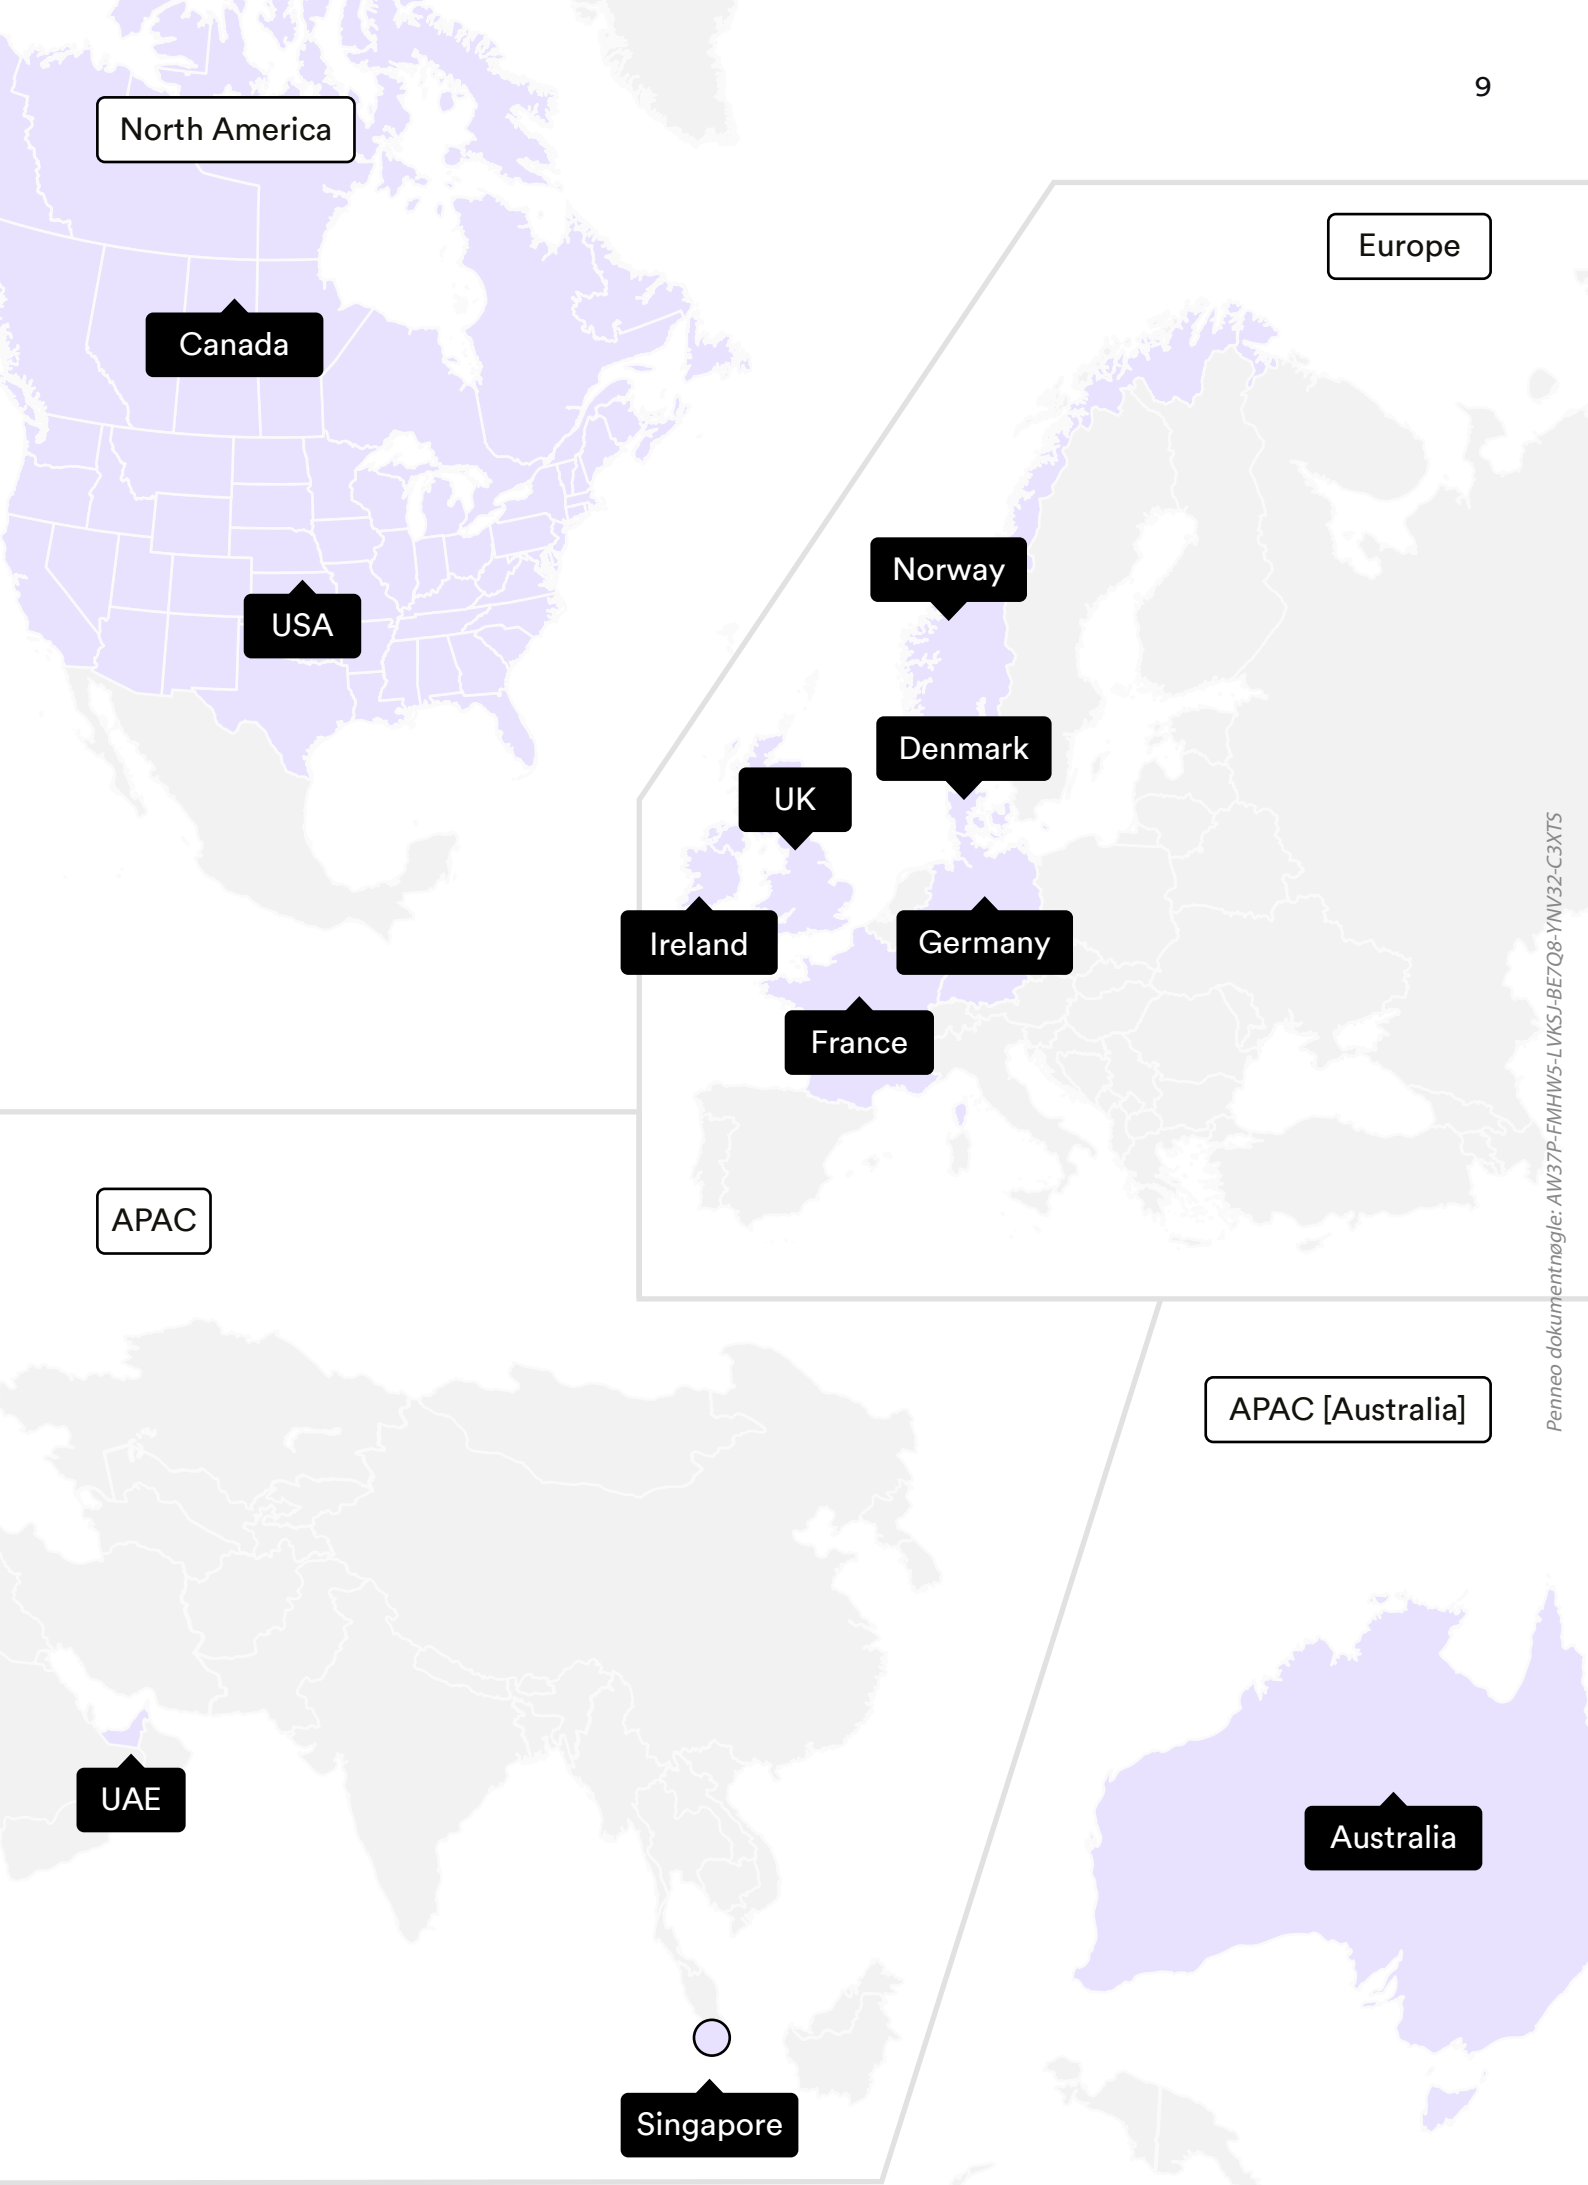 9
North America
Canada
USA
Europe
Norway
Denmark
UK
Ireland
Germany
France
APAC
UAE
Singapore
APAC [Australia]
Australia
Penneo dokumentnøgle: AW37P-FMHW5-LVKSJ-BE7Q8-YNV32-C3XTS